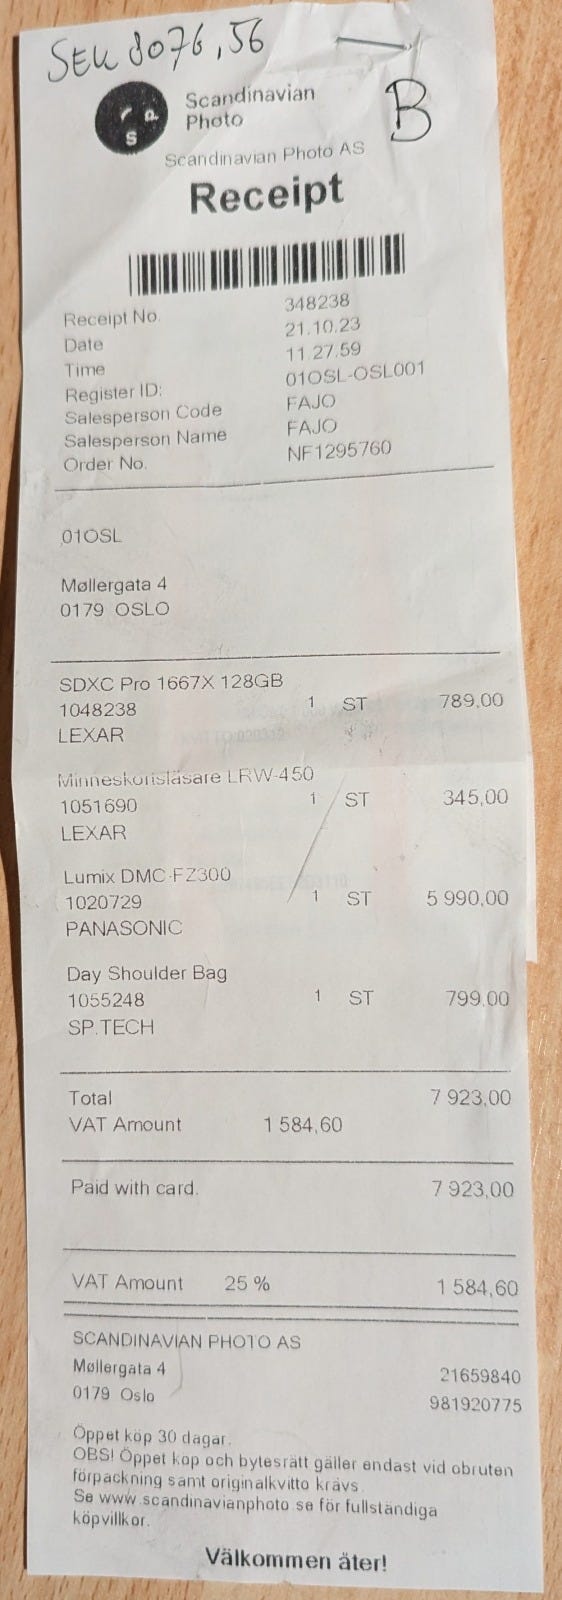 SEK 8076,56
B
r P S
Scandinavian
Photo
Scandinavian Photo AS
Receipt
Receipt No. 348238
Date 21.10.23
Time 11.27.59
Register ID: 01OSL-OSL001
Salesperson Code FAJO
Salesperson Name FAJO
Order No. NF1295760
01OSL
Møllergata 4
0179 OSLO
SDXC Pro 1667X 128GB
1048238 1 ST 789,00
LEXAR
Minneskortsläsare LRW-450
1051690 1 ST 345,00
LEXAR
Lumix DMC-FZ300
1020729 1 ST 5 990,00
PANASONIC
Day Shoulder Bag
1055248 1 ST 799,00
SP.TECH
Total 7 923,00
VAT Amount 1 584,60
Paid with card. 7 923,00
VAT Amount 25 % 1 584,60
SCANDINAVIAN PHOTO AS
Møllergata 4 21659840
0179 Oslo 981920775
Öppet köp 30 dagar.
OBS! Öppet köp och bytesrätt gäller endast vid obruten
förpackning samt originalkvitto krävs.
Se www.scandinavianphoto.se för fullständiga
köpvillkor.
Välkommen åter!